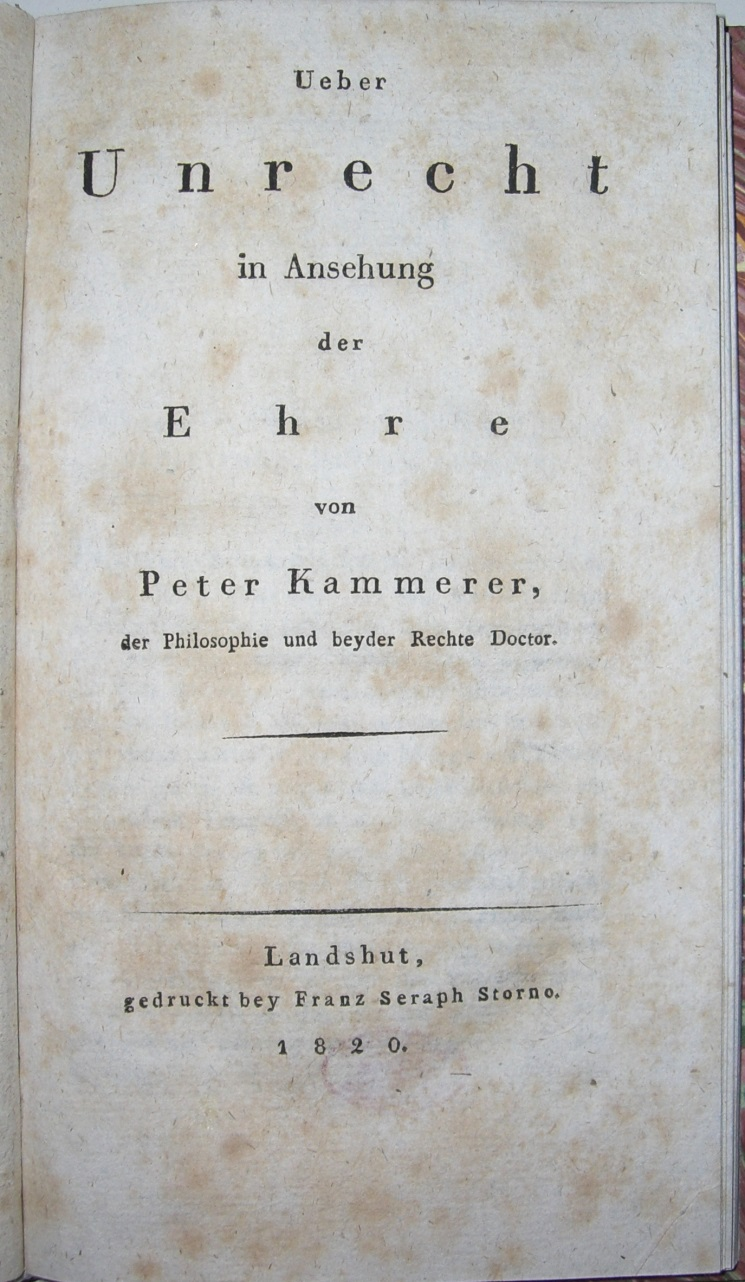 Ueber
Unrecht
in Ansehung
der
Ehre
von
Peter Kammerer,
der Philosophie und beyder Rechte Doctor.
Landshut,
gedruckt bey Franz Seraph Storno.
1820.